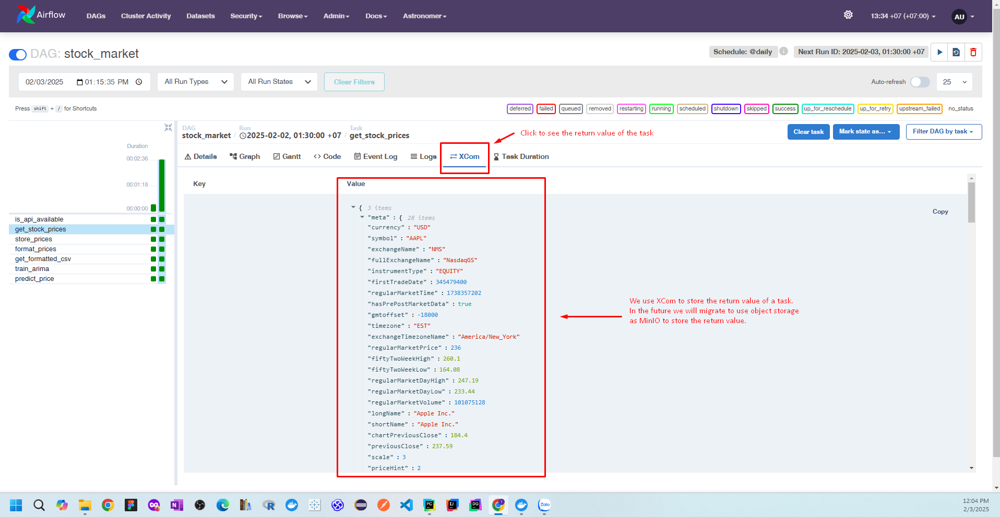 Airflow DAGs Cluster Activity Datasets Security Browse Admin Docs Astronomer 13:34 +07 (+07:00) AU
DAG: stock_market Schedule: @daily Next Run ID: 2025-02-03, 01:30:00 +07
02/03/2025 01:15:35 PM All Run Types All Run States Clear Filters Auto-refresh 25
Press shift + / for Shortcuts deferred failed queued removed restarting running scheduled shutdown skipped success up_for_reschedule up_for_retry upstream_failed no_status
DAG Run Task
stock_market / 2025-02-02, 01:30:00 +07 / get_stock_prices
Click to see the return value of the task
Clear task Mark state as... Filter DAG by task
Duration
00:02:36
00:01:18
00:00:00
is_api_available
get_stock_prices
store_prices
format_prices
get_formatted_csv
train_arima
predict_price
Details Graph Gantt Code Event Log Logs XCom Task Duration
Key Value
Copy
{ 3 items
"meta" : { 28 items
"currency" : "USD"
"symbol" : "AAPL"
"exchangeName" : "NMS"
"fullExchangeName" : "NasdaqGS"
"instrumentType" : "EQUITY"
"firstTradeDate" : 345479400
"regularMarketTime" : 1738357202
"hasPrePostMarketData" : true
"gmtoffset" : -18000
"timezone" : "EST"
"exchangeTimezoneName" : "America/New_York"
"regularMarketPrice" : 236
"fiftyTwoWeekHigh" : 260.1
"fiftyTwoWeekLow" : 164.08
"regularMarketDayHigh" : 247.19
"regularMarketDayLow" : 233.44
"regularMarketVolume" : 101075128
"longName" : "Apple Inc."
"shortName" : "Apple Inc."
"chartPreviousClose" : 184.4
"previousClose" : 237.59
"scale" : 3
"priceHint" : 2
We use XCom to store the return value of a task.
In the future we will migrate to use object storage
as MinIO to store the return value.
12:04 PM
2/3/2025